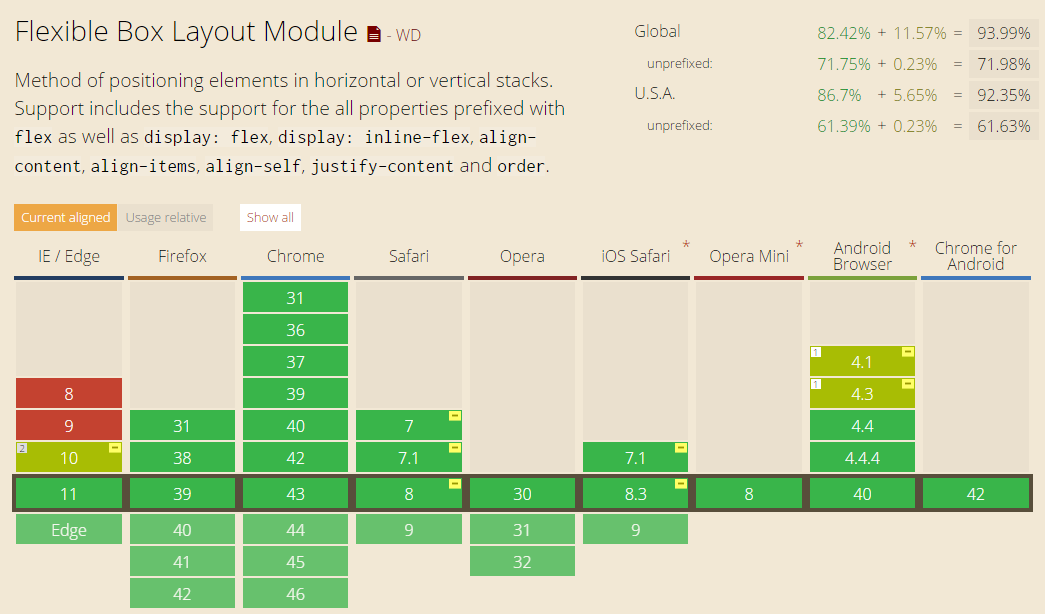 Flexible Box Layout Module - WD
Method of positioning elements in horizontal or vertical stacks.
Support includes the support for the all properties prefixed with
flex as well as display: flex, display: inline-flex, align-
content, align-items, align-self, justify-content and order.
Global 82.42% + 11.57% = 93.99%
unprefixed: 71.75% + 0.23% = 71.98%
U.S.A. 86.7% + 5.65% = 92.35%
unprefixed: 61.39% + 0.23% = 61.63%
Current aligned Usage relative Show all
IE / Edge Firefox Chrome Safari Opera iOS Safari * Opera Mini * Android Browser * Chrome for Android
31
36
37 1 4.1
8 39 1 4.3
9 31 40 7 4.4
2 10 38 42 7.1 7.1 4.4.4
11 39 43 8 30 8.3 8 40 42
Edge 40 44 9 31 9
41 45 32
42 46